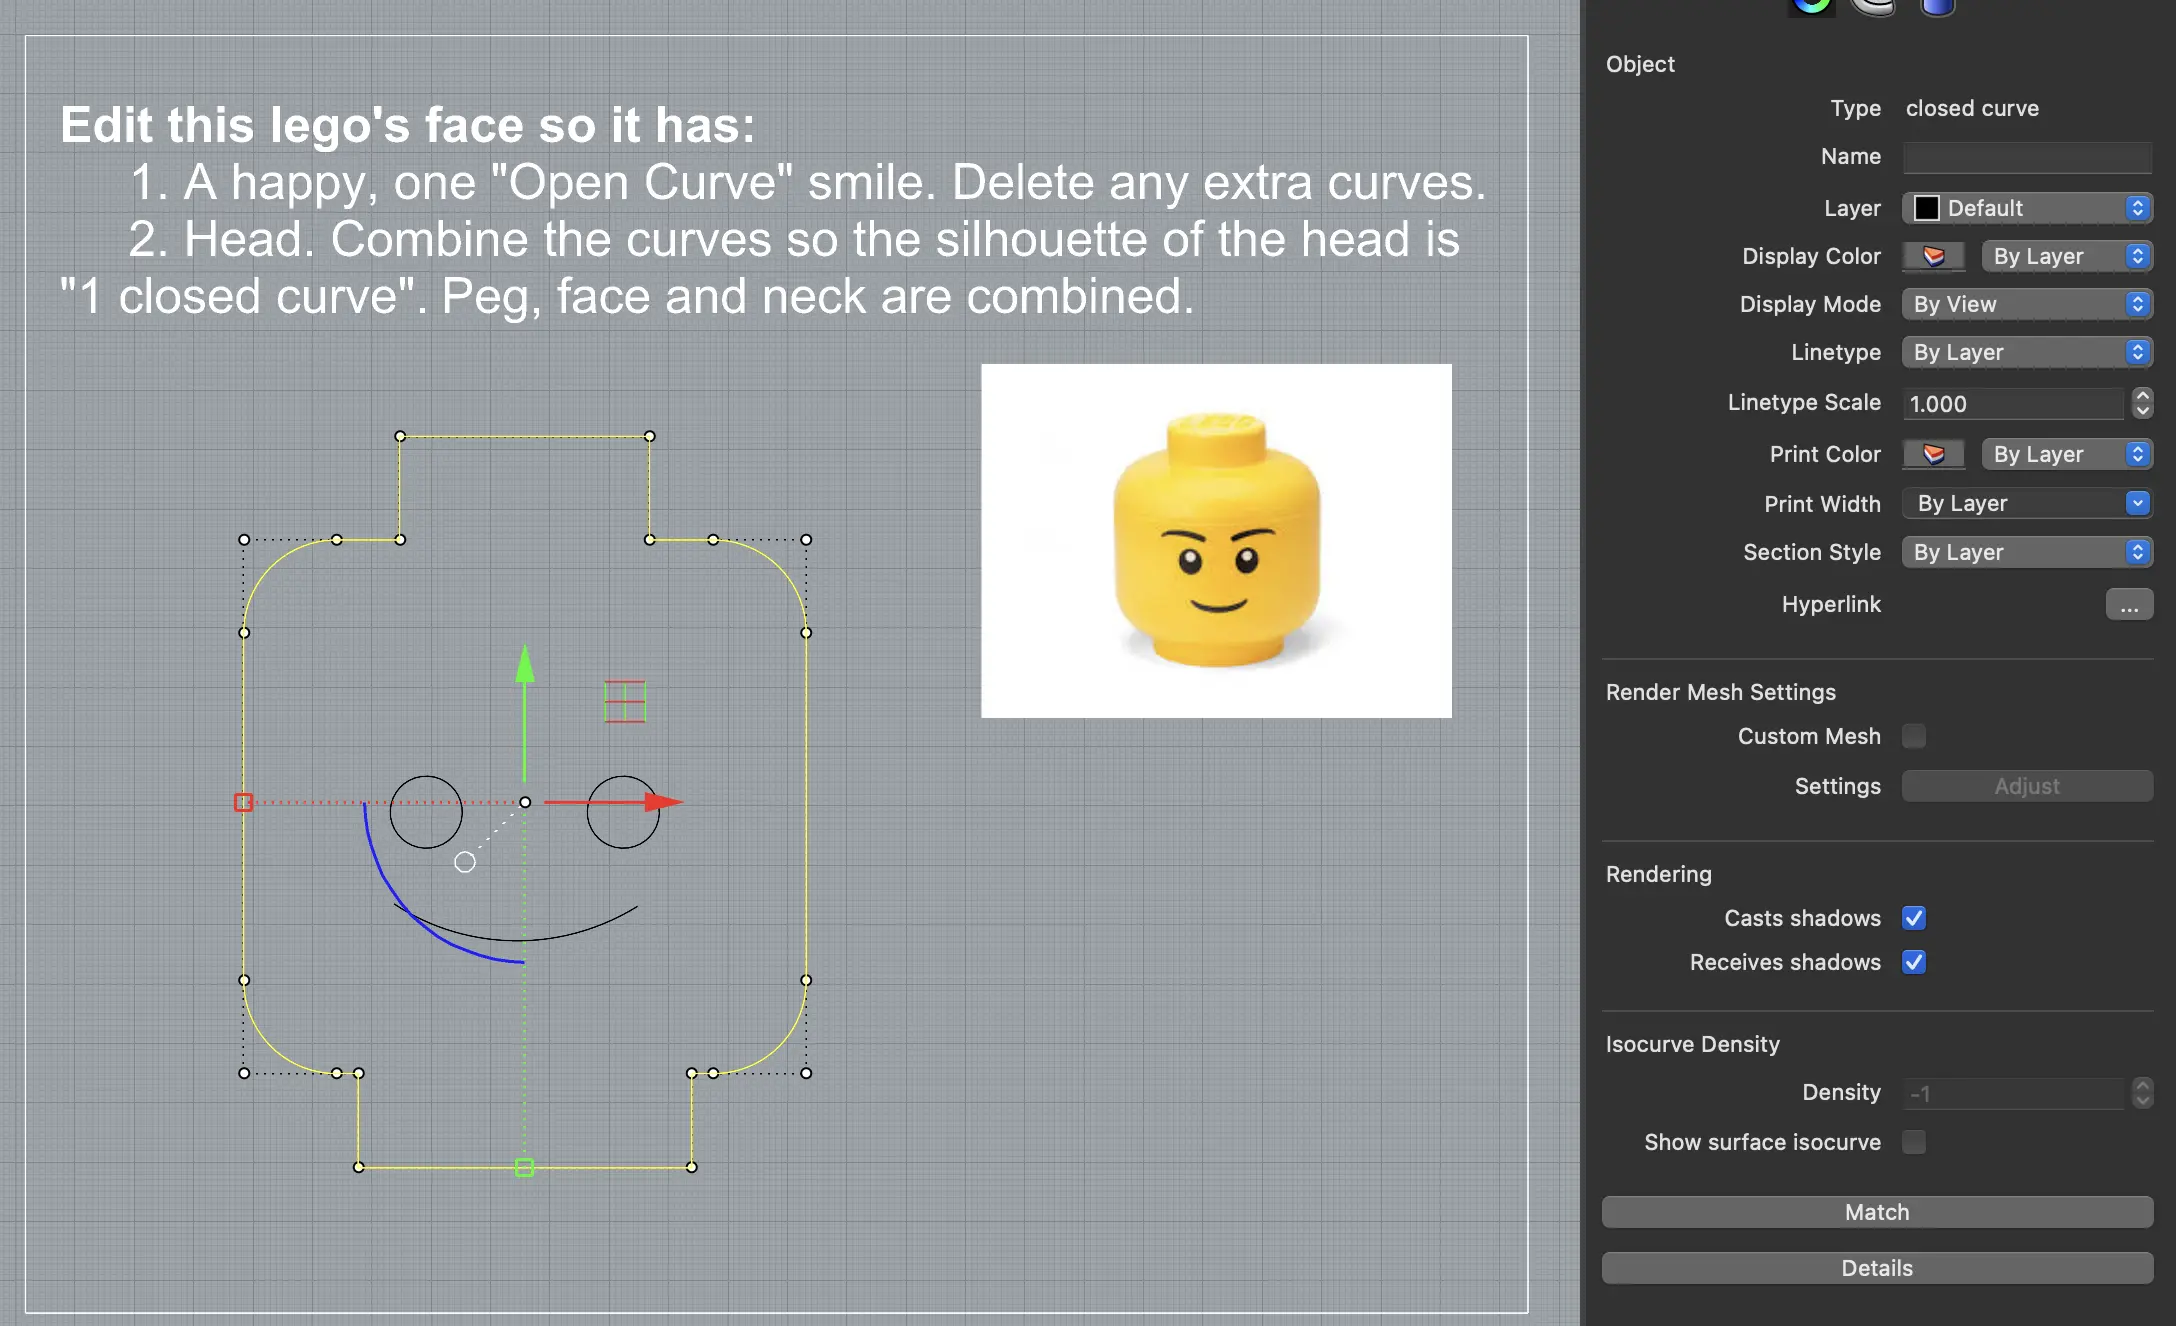 Edit this lego's face so it has:
1. A happy, one "Open Curve" smile. Delete any extra curves.
2. Head. Combine the curves so the silhouette of the head is
"1 closed curve". Peg, face and neck are combined.
Object
Type closed curve
Name
Layer Default
Display Color By Layer
Display Mode By View
Linetype By Layer
Linetype Scale 1.000
Print Color By Layer
Print Width By Layer
Section Style By Layer
Hyperlink ...
Render Mesh Settings
Custom Mesh
Settings Adjust
Rendering
Casts shadows
Receives shadows
Isocurve Density
Density -1
Show surface isocurve
Match
Details